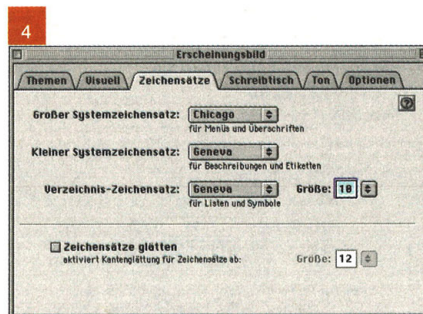 4
Erscheinungsbild
Themen Visuell Zeichensätze Schreibtisch Ton Optionen
Großer Systemzeichensatz: Chicago
für Menüs und Überschriften
Kleiner Systemzeichensatz: Geneva
für Beschreibungen und Etiketten
Verzeichnis-Zeichensatz: Geneva Größe: 10
für Listen und Symbole
Zeichensätze glätten
aktiviert Kantenglättung für Zeichensätze ab: Größe: 12